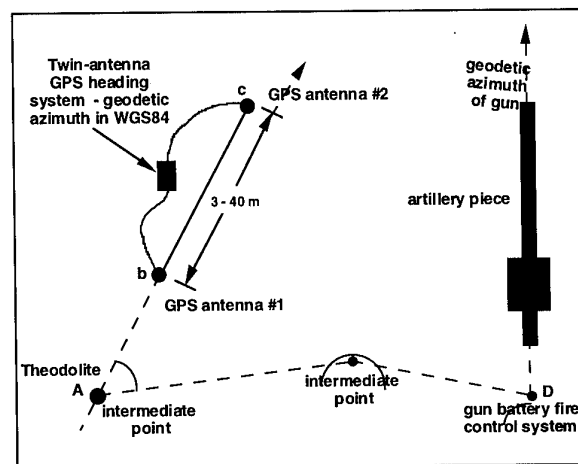 Twin-antenna
GPS heading
system - geodetic
azimuth in WGS84
c
GPS antenna #2
3 - 40 m
b
GPS antenna #1
Theodolite
A
intermediate
point
intermediate
point
geodetic
azimuth
of gun
artillery piece
D
gun battery fire
control system